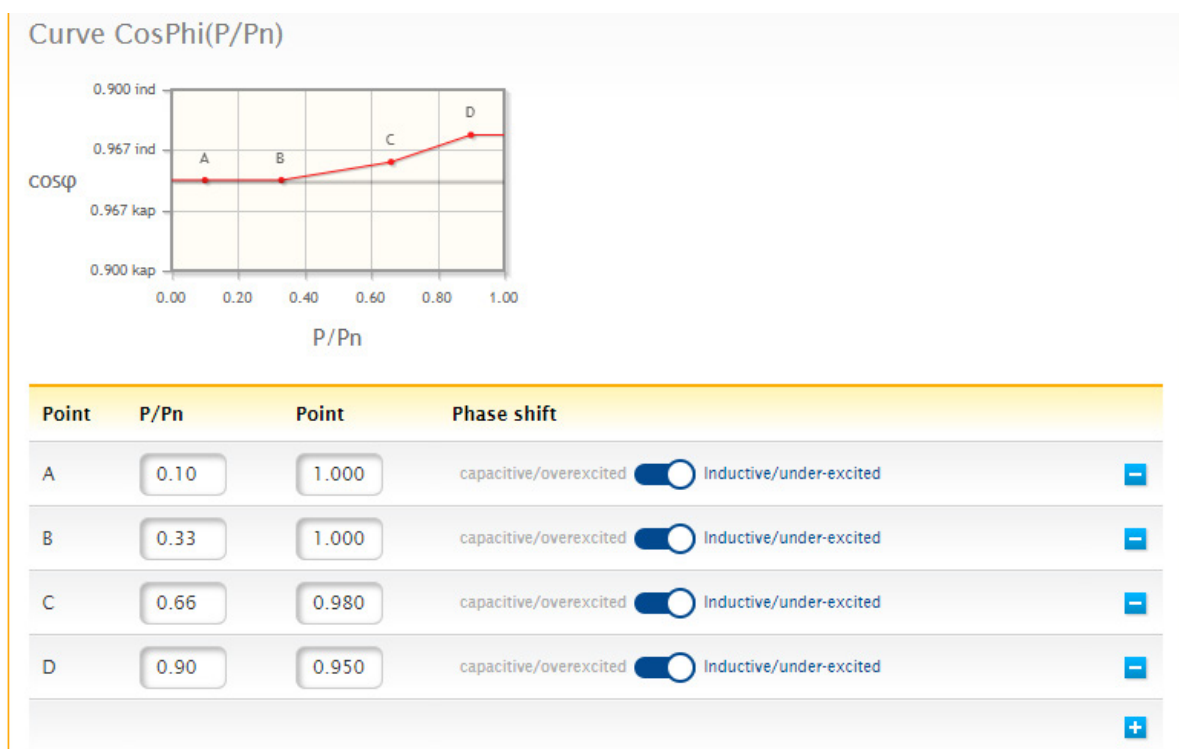 Curve CosPhi(P/Pn)
0.900 ind
D
C
0.967 ind
A B
cosφ
0.967 kap
0.900 kap
0.00 0.20 0.40 0.60 0.80 1.00
P/Pn
Point P/Pn Point Phase shift
A 0.10 1.000 capacitive/overexcited Inductive/under-excited
B 0.33 1.000 capacitive/overexcited Inductive/under-excited
C 0.66 0.980 capacitive/overexcited Inductive/under-excited
D 0.90 0.950 capacitive/overexcited Inductive/under-excited